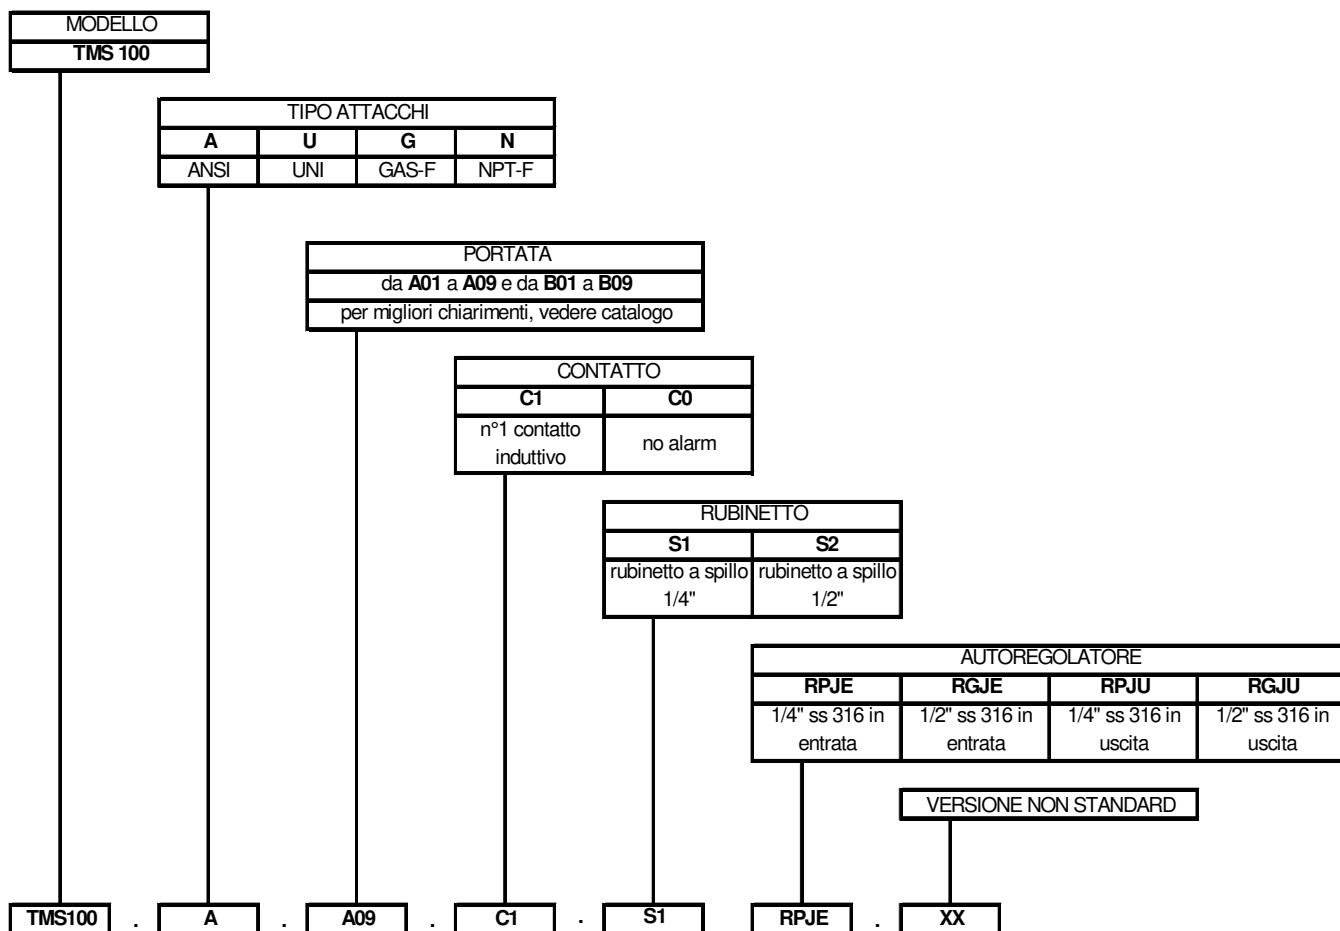 MODELLO
TMS 100
TIPO ATTACCHI
A U G N
ANSI UNI GAS-F NPT-F
PORTATA
da A01 a A09 e da B01 a B09
per migliori chiarimenti, vedere catalogo
CONTATTO
C1 C0
n°1 contatto
induttivo
no alarm
RUBINETTO
S1 S2
rubinetto a spillo
1/4"
rubinetto a spillo
1/2"
AUTOREGOLATORE
RPJE RGJE RPJU RGJU
1/4" ss 316 in
entrata
1/2" ss 316 in
entrata
1/4" ss 316 in
uscita
1/2" ss 316 in
uscita
VERSIONE NON STANDARD
TMS100 . A . A09 . C1 . S1 RPJE . XX